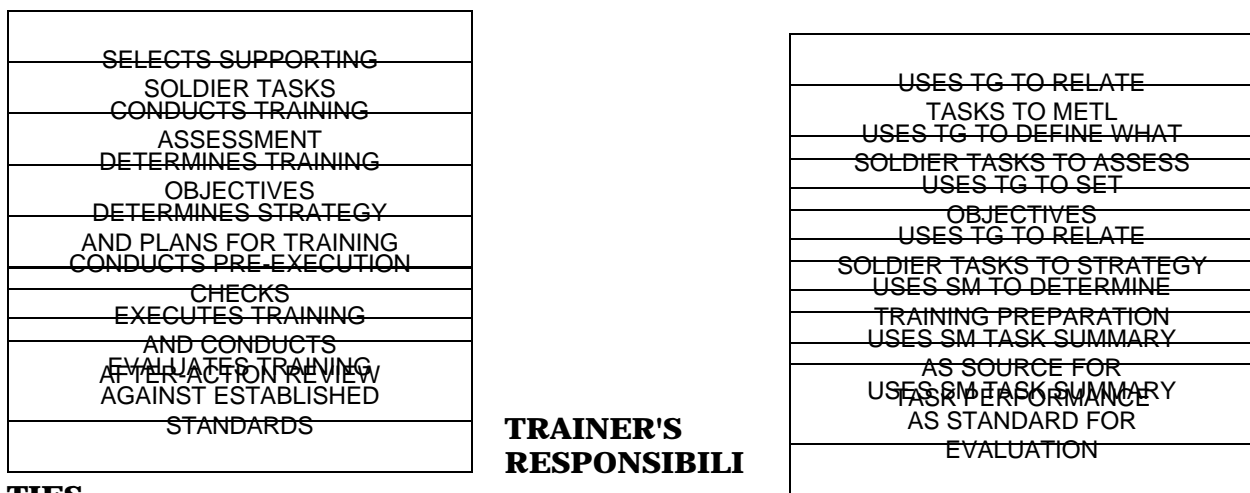 SELECTS SUPPORTING
SOLDIER TASKS
CONDUCTS TRAINING
ASSESSMENT
DETERMINES TRAINING
OBJECTIVES
DETERMINES STRATEGY
AND PLANS FOR TRAINING
CONDUCTS PRE-EXECUTION
CHECKS
EXECUTES TRAINING
AND CONDUCTS
AFTER-ACTION REVIEW
EVALUATES TRAINING
AGAINST ESTABLISHED
STANDARDS
TRAINER'S
RESPONSIBILI
TIES
USES TG TO RELATE
TASKS TO METL
USES TG TO DEFINE WHAT
SOLDIER TASKS TO ASSESS
USES TG TO SET
OBJECTIVES
USES TG TO RELATE
SOLDIER TASKS TO STRATEGY
USES SM TO DETERMINE
TRAINING PREPARATION
USES SM TASK SUMMARY
AS SOURCE FOR
TASK PERFORMANCE
USES SM TASK SUMMARY
AS STANDARD FOR
EVALUATION